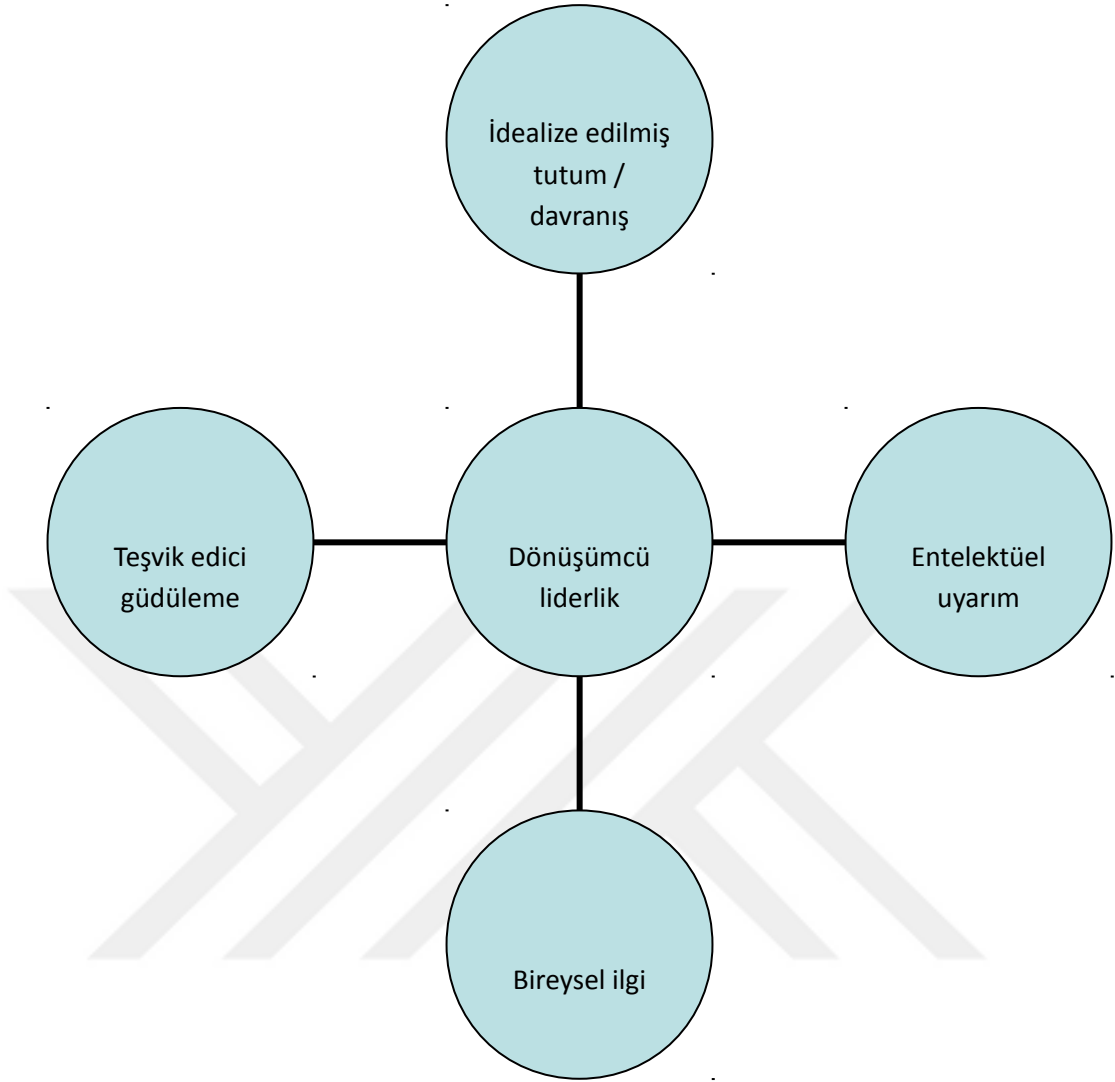 İdealize edilmiş
tutum /
davranış
Teşvik edici
güdüleme
Dönüşümcü
liderlik
Entelektüel
uyarım
Bireysel ilgi